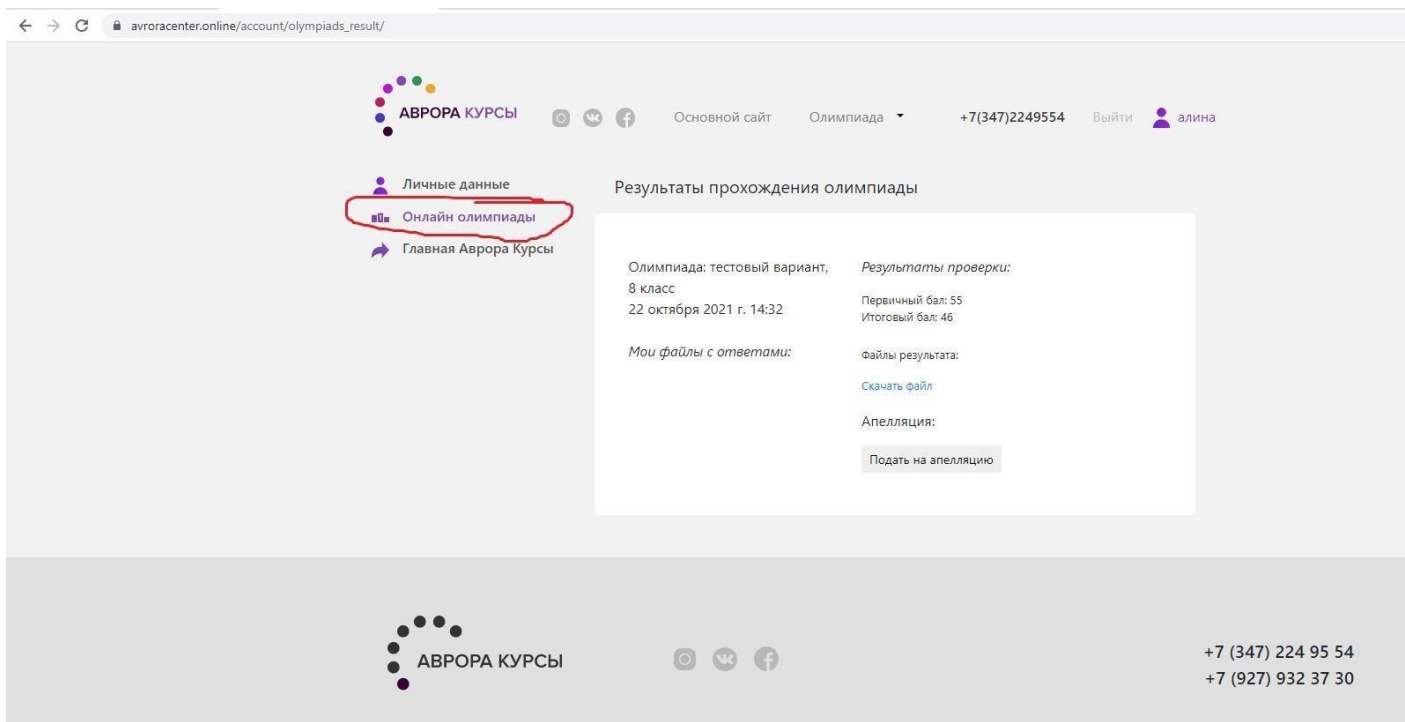 avroracenter.online/account/olympiads_result/
АВРОРА КУРСЫ
Основной сайт
Олимпиада
+7(347)2249554
Выйти
алина
Личные данные
Онлайн олимпиады
Главная Аврора Курсы
Результаты прохождения олимпиады
Олимпиада: тестовый вариант,
8 класс
22 октября 2021 г. 14:32
Мои файлы с ответами:
Результаты проверки:
Первичный бал: 55
Итоговый бал: 46
Файлы результата:
Скачать файл
Апелляция:
Подать на апелляцию
АВРОРА КУРСЫ
+7 (347) 224 95 54
+7 (927) 932 37 30